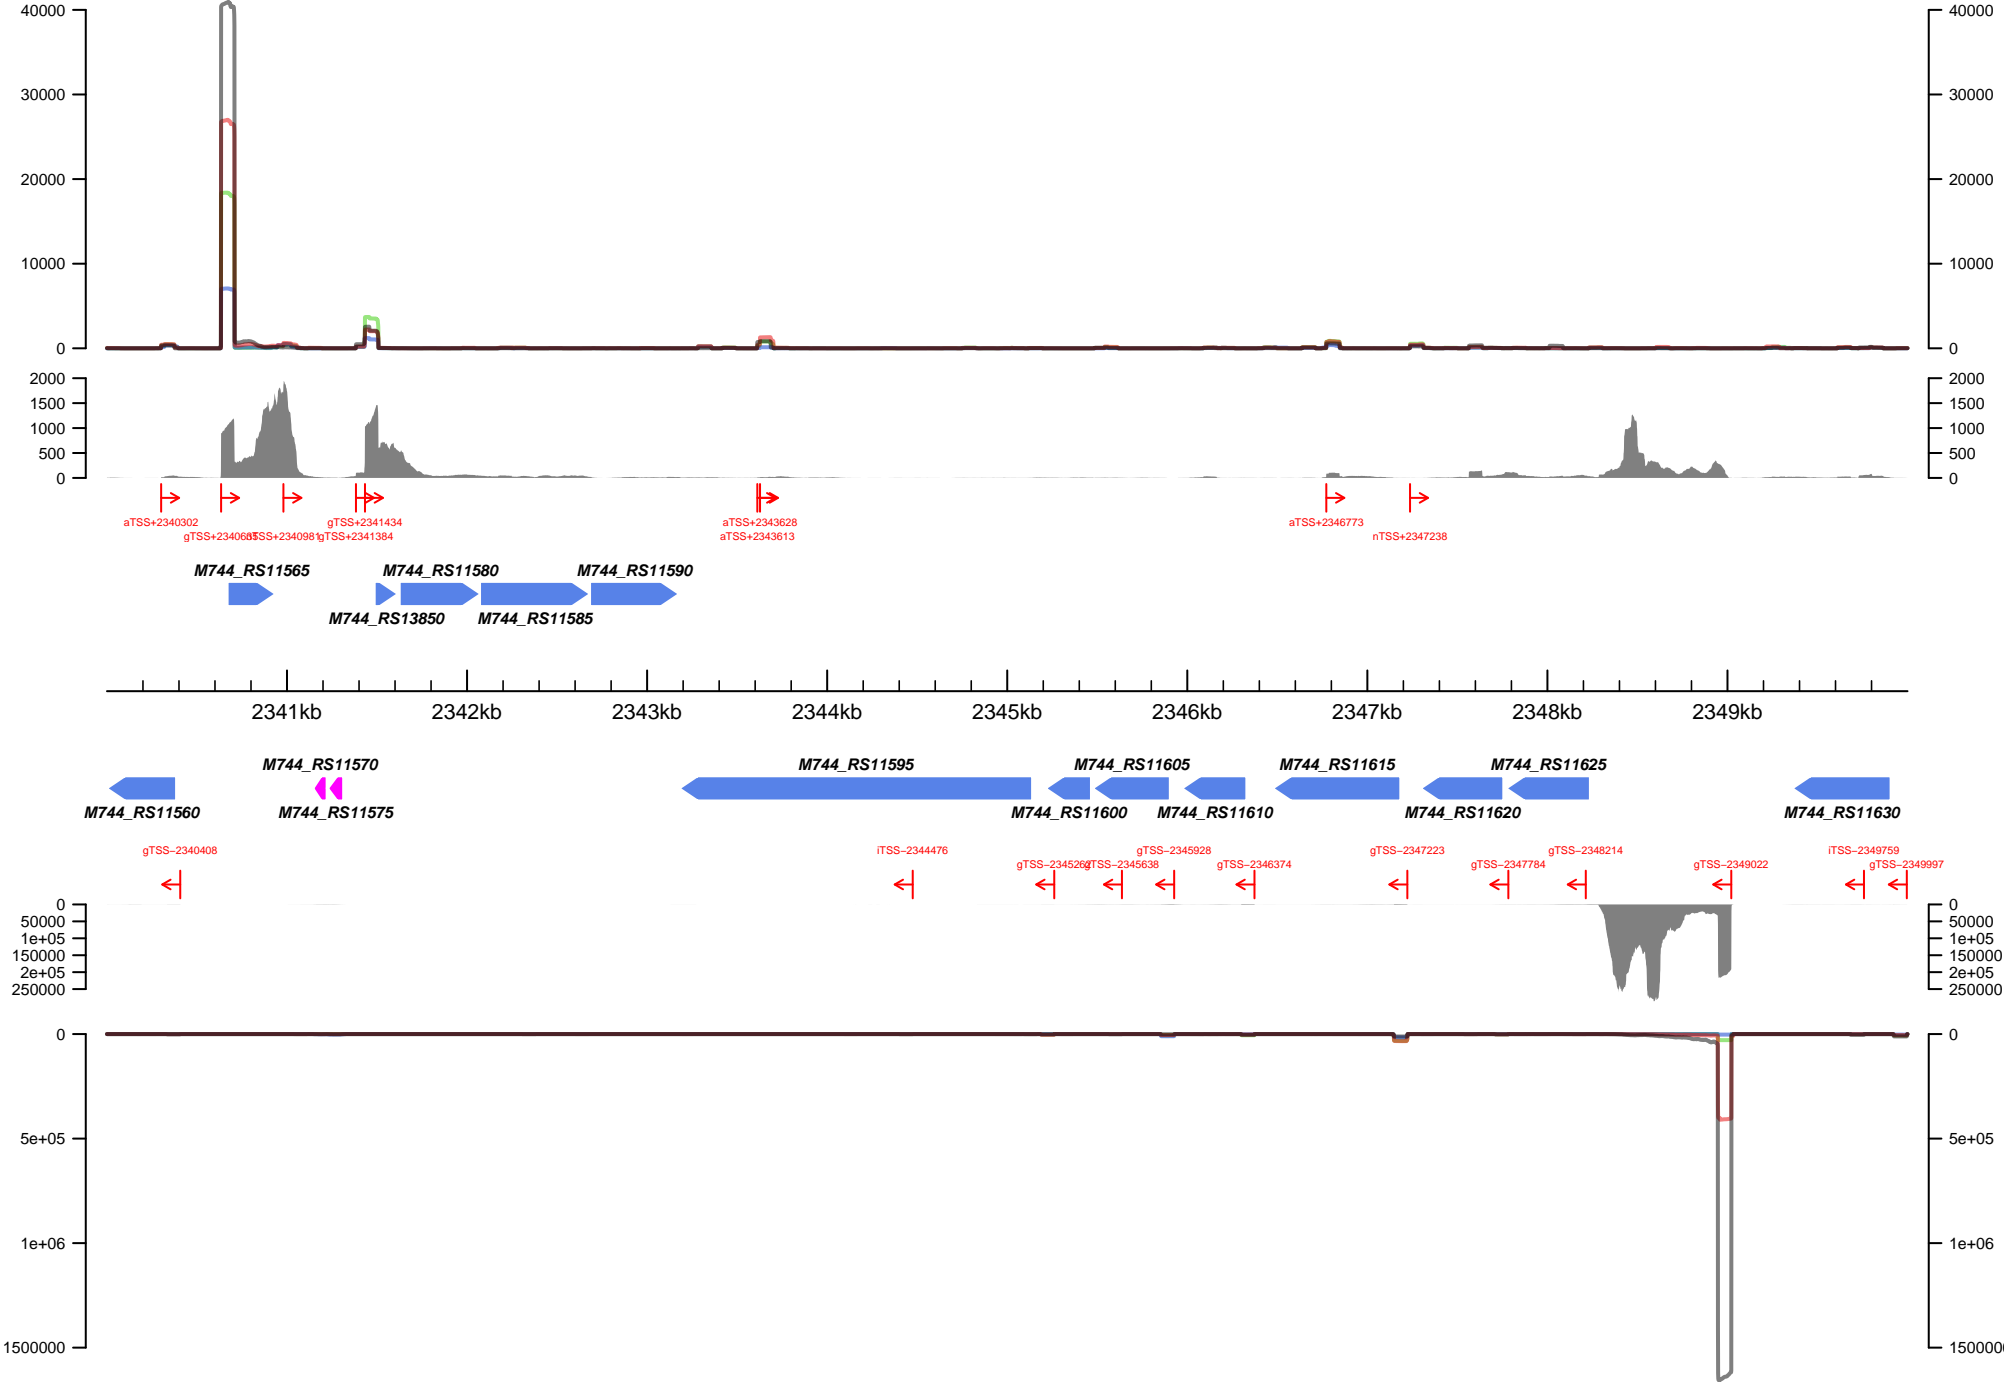 40000 40000
30000 30000
20000 20000
10000 10000
0 0
2000 2000
1500 1500
1000 1000
500 500
0 0
aTSS+2340302 gTSS+2341434 aTSS+2343628 aTSS+2346773
nTSS+2340981 gTSS+2341384 aTSS+2343613 nTSS+2347238
M744_RS11565 M744_RS11580 M744_RS11590
M744_RS13850 M744_RS11585
2341kb 2342kb 2343kb 2344kb 2345kb 2346kb 2347kb 2348kb 2349kb
M744_RS11570 M744_RS11595 M744_RS11605 M744_RS11615 M744_RS11625
M744_RS11560 M744_RS11575 M744_RS11600 M744_RS11610 M744_RS11620 M744_RS11630
gTSS−2340408 iTSS−2344476 gTSS−2345928 gTSS−2347223 gTSS−2348214 iTSS−2349759
gTSS−2345262 gTSS−2345638 gTSS−2346374 gTSS−2347784 gTSS−2349022 gTSS−2349997
0 0
50000 50000
1e+05 1e+05
150000 150000
2e+05 2e+05
250000 250000
0 0
5e+05 5e+05
1e+06 1e+06
1500000 1500000